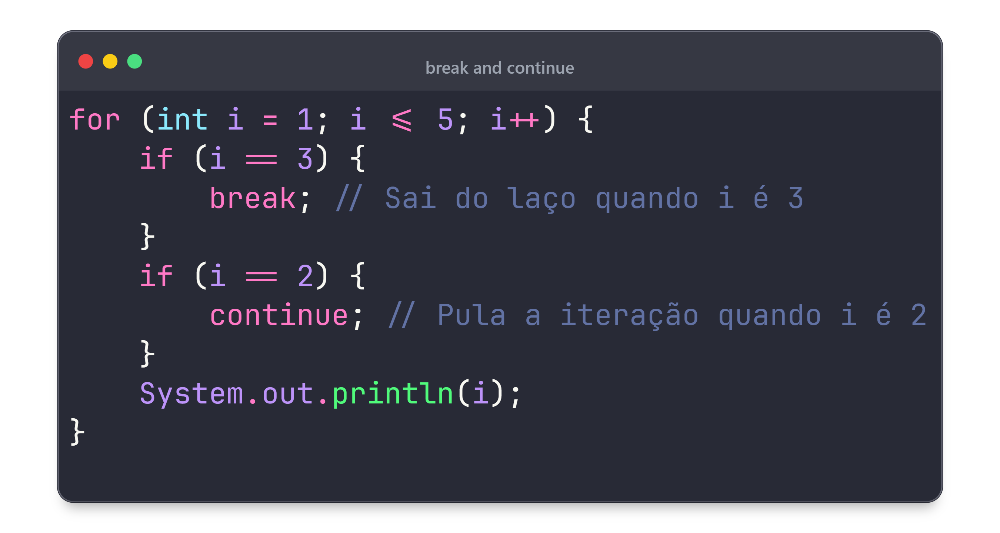 break and continue
for (int i = 1; i <= 5; i++) {
    if (i == 3) {
        break; // Sai do laço quando i é 3
    }
    if (i == 2) {
        continue; // Pula a iteração quando i é 2
    }
    System.out.println(i);
}